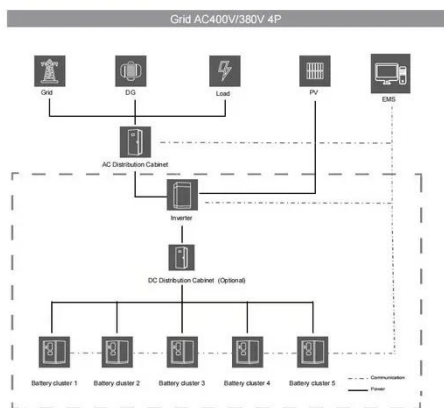 Grid AC400V/380V 4P
Grid
DG
Load
PV
EMS
AC Distribution Cabinet
Inverter
DC Distribution Cabinet (Optional)
Battery cluster 1
Battery cluster 2
Battery cluster 3
Battery cluster 4
Battery cluster 5
Communication
Power